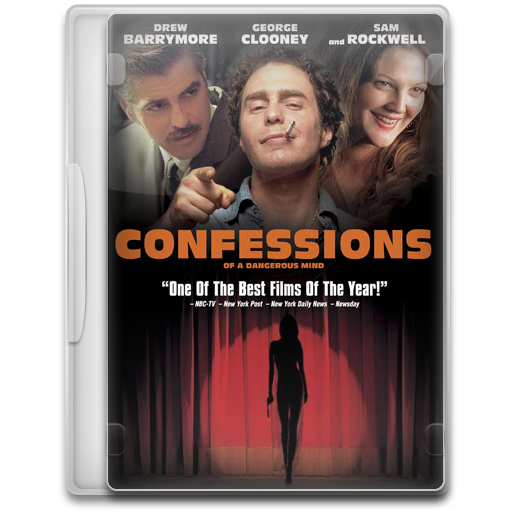 DREW BARRYMORE
GEORGE CLOONEY
and SAM ROCKWELL
CONFESSIONS
OF A DANGEROUS MIND
“One Of The Best Films Of The Year!”
– NBC-TV – New York Post – New York Daily News – Newsday